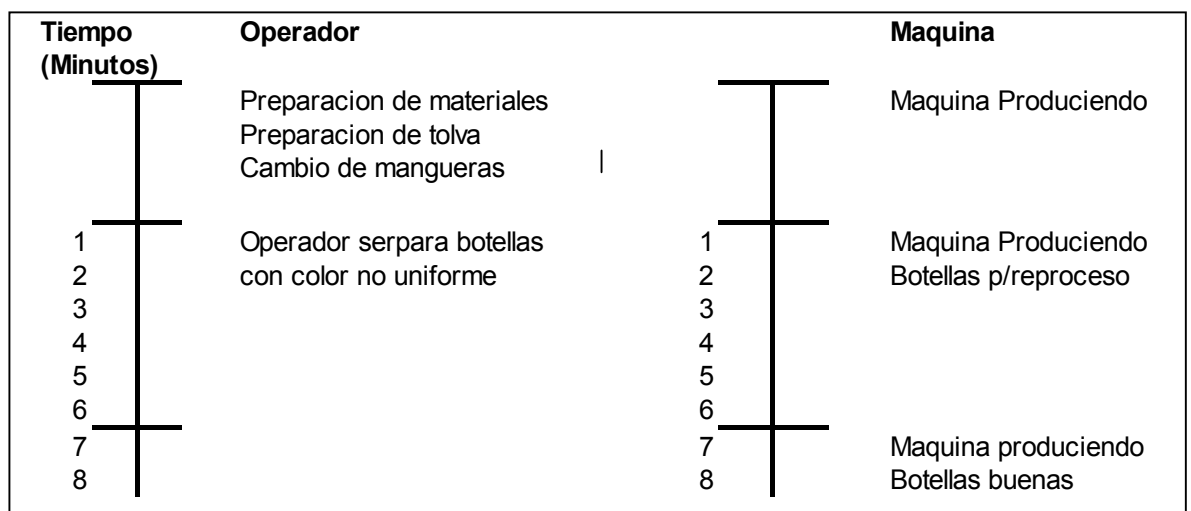 Tiempo Operador Maquina
(Minutos)
Preparacion de materiales Maquina Produciendo
Preparacion de tolva
Cambio de mangueras |
1 Operador serpara botellas 1 Maquina Produciendo
2 con color no uniforme 2 Botellas p/reproceso
3 3
4 4
5 5
6 6
7 7 Maquina produciendo
8 8 Botellas buenas